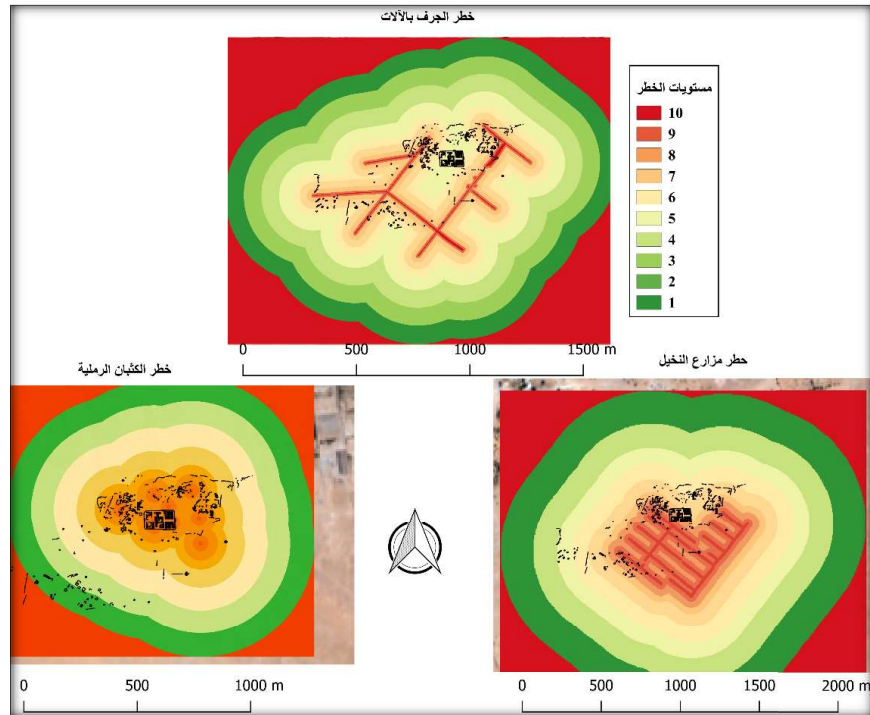 خطر الجرف بالآلات
مستويات الخطر
10
9
8
7
6
5
4
3
2
1
0 500 1000 1500 m
خطر الكثبان الرملية
حطر مزارع النخيل
0 500 1000 m
0 500 1000 1500 2000 m